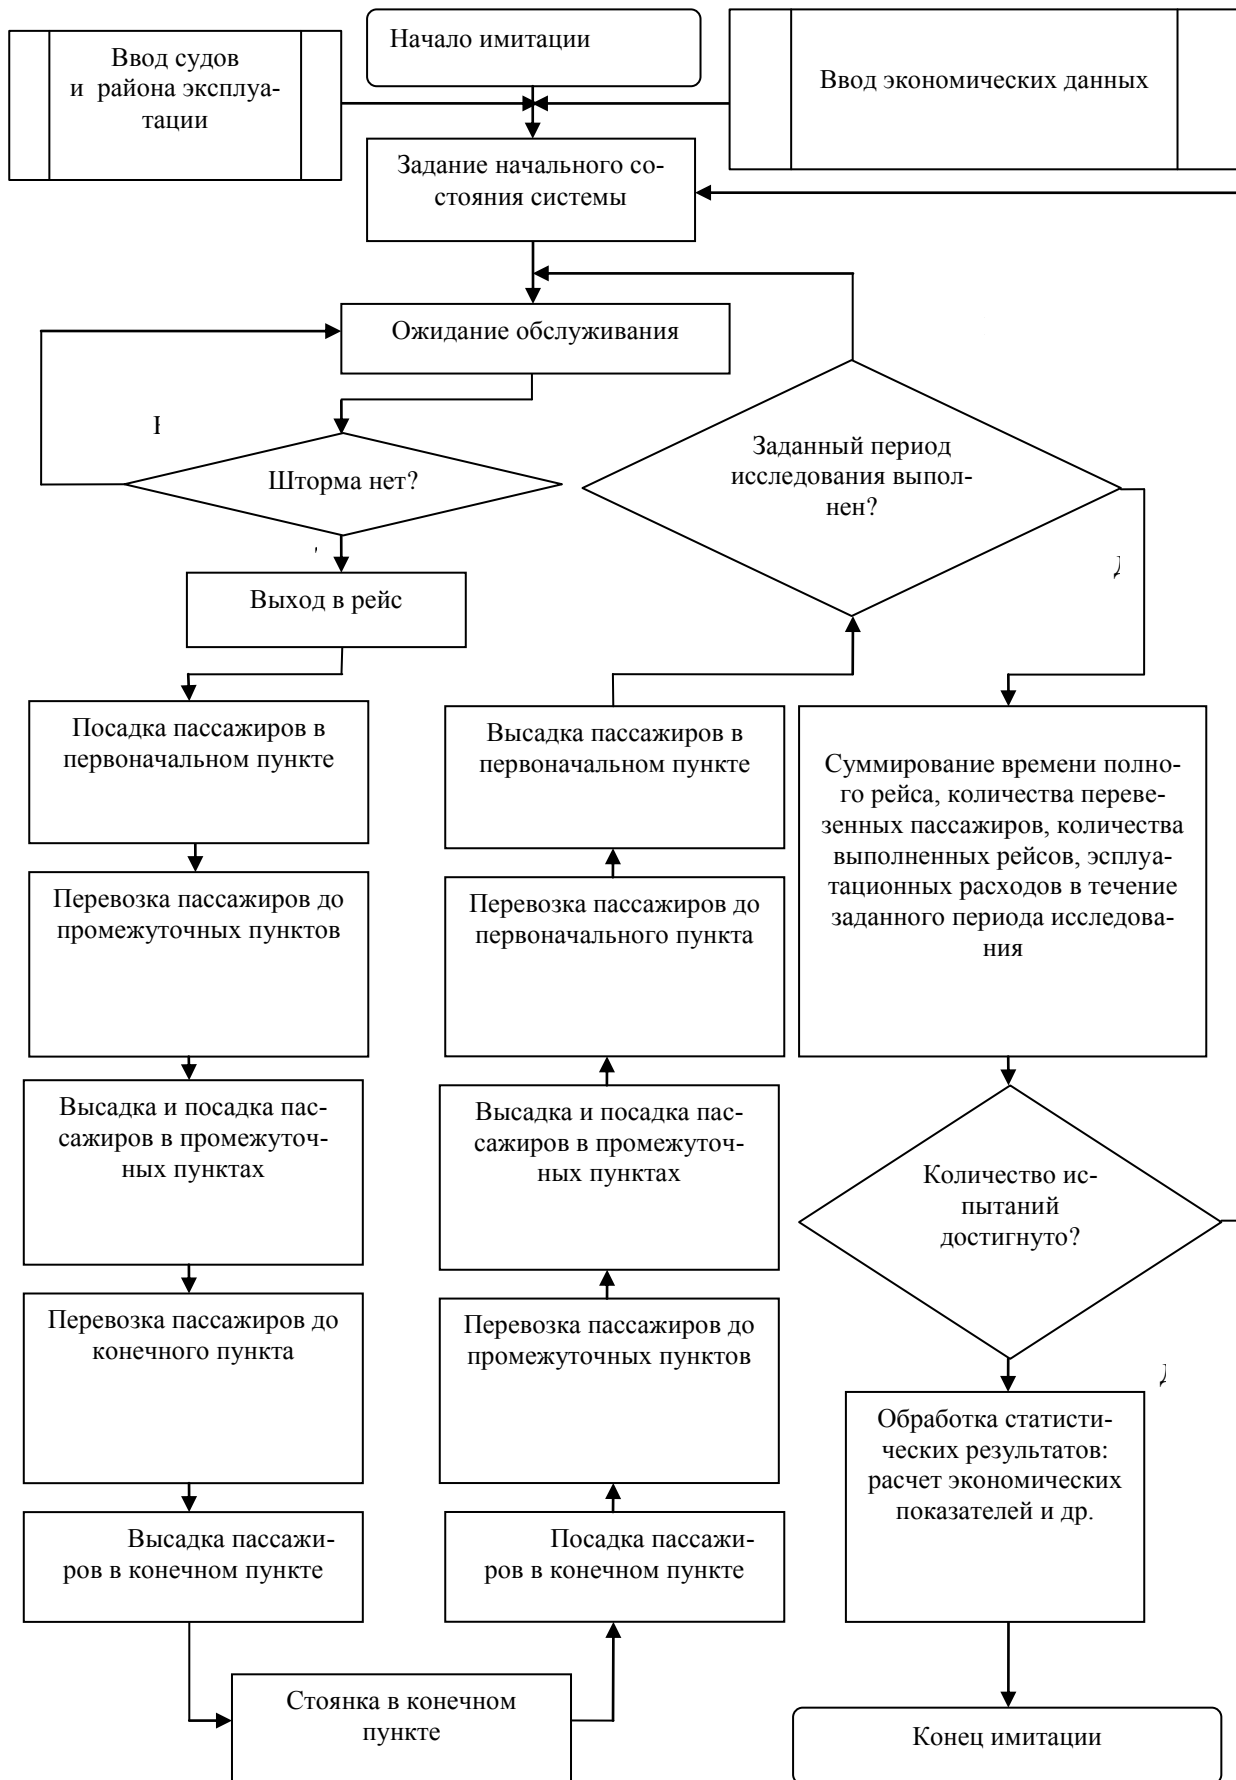 Начало имитации
Ввод судов
и района эксплуа-
тации
Ввод экономических данных
Задание начального со-
стояния системы
Ожидание обслуживания
Шторма нет?
Заданный период
исследования выпол-
нен?
Выход в рейс
Посадка пассажиров в
первоначальном пункте
Перевозка пассажиров до
промежуточных пунктов
Высадка и посадка пас-
сажиров в промежуточ-
ных пунктах
Перевозка пассажиров до
конечного пункта
Высадка пассажи-
ров в конечном пункте
Стоянка в конечном
пункте
Высадка пассажиров в
первоначальном пункте
Перевозка пассажиров до
первоначального пункта
Высадка и посадка пас-
сажиров в промежуточ-
ных пунктах
Перевозка пассажиров до
промежуточных пунктов
Посадка пассажи-
ров в конечном пункте
Суммирование времени полно-
го рейса, количества переве-
зенных пассажиров, количества
выполненных рейсов, эсплуа-
тационных расходов в течение
заданного периода исследова-
ния
Количество ис-
пытаний
достигнуто?
Обработка статисти-
ческих результатов:
расчет экономических
показателей и др.
Конец имитации